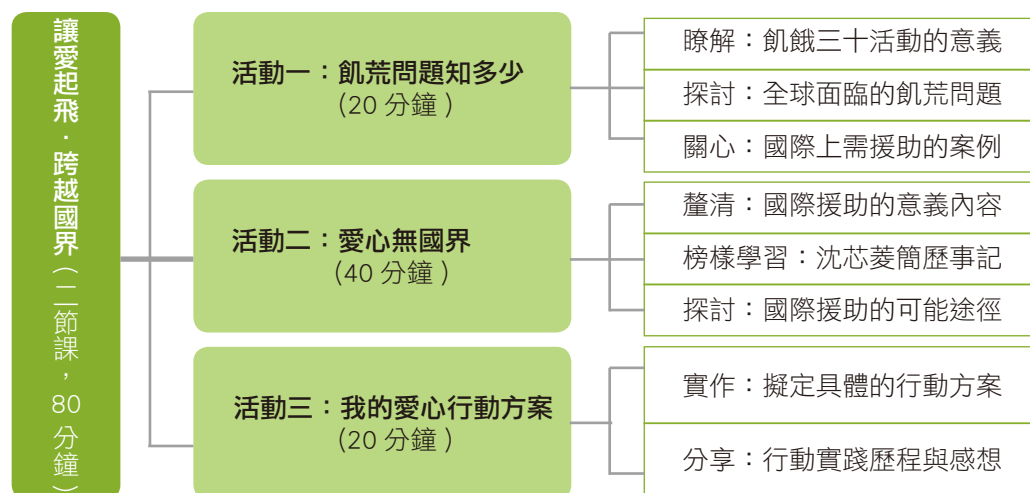 讓愛起飛‧跨越國界(二節課,80分鐘)
活動一:飢荒問題知多少
(20 分鐘)
瞭解:飢餓三十活動的意義
探討:全球面臨的飢荒問題
關心:國際上需援助的案例
活動二:愛心無國界
(40 分鐘)
釐清:國際援助的意義內容
榜樣學習:沈芯菱簡歷事記
探討:國際援助的可能途徑
活動三:我的愛心行動方案
(20 分鐘)
實作:擬定具體的行動方案
分享:行動實踐歷程與感想